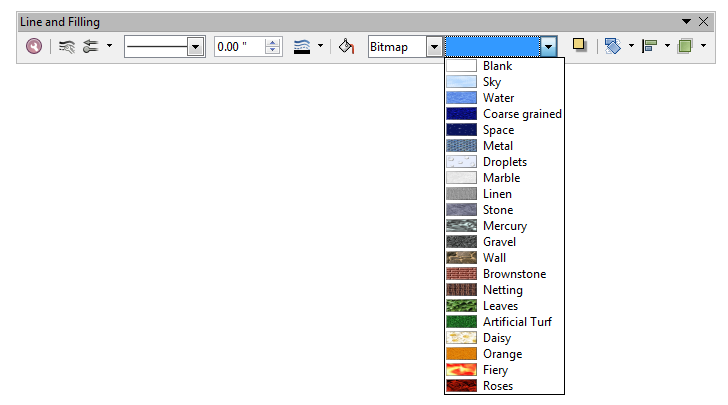 Line and Filling
0.00 "
Bitmap
Blank
Sky
Water
Coarse grained
Space
Metal
Droplets
Marble
Linen
Stone
Mercury
Gravel
Wall
Brownstone
Netting
Leaves
Artificial Turf
Daisy
Orange
Fiery
Roses